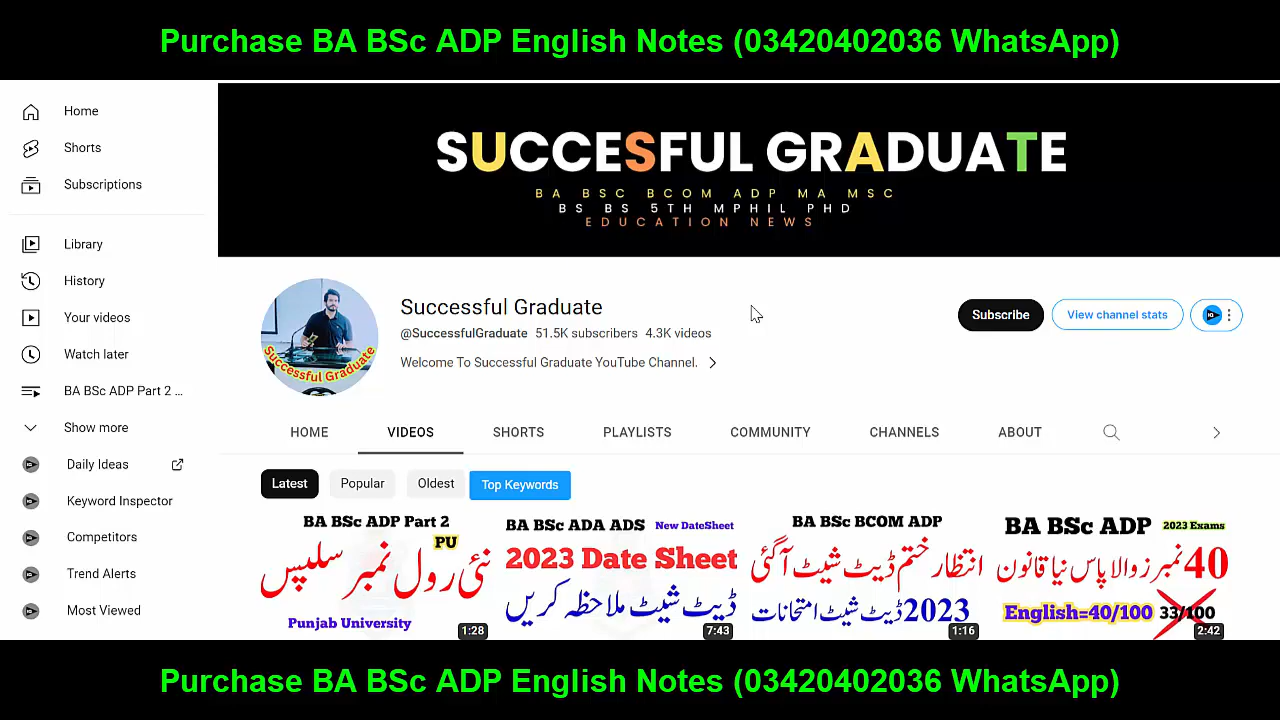 Purchase BA BSc ADP English Notes (03420402036 WhatsApp)
Home
Shorts
Subscriptions
Library
History
Your videos
Watch later
BA BSc ADP Part 2 ...
Show more
Daily Ideas
Keyword Inspector
Competitors
Trend Alerts
Most Viewed
SUCCESFUL GRADUATE
BA BSC BCOM ADP MA MSC
BS BS 5TH MPHIL PHD
EDUCATION NEWS
Successful Graduate
Successful Graduate
@SuccessfulGraduate 51.5K subscribers 4.3K videos
Welcome To Successful Graduate YouTube Channel.
Subscribe
View channel stats
HOME VIDEOS SHORTS PLAYLISTS COMMUNITY CHANNELS ABOUT
Latest Popular Oldest Top Keywords
BA BSc ADP Part 2
PU
نئی رول نمبر سلپس
Punjab University
1:28
BA BSc ADA ADS New DateSheet
2023 Date Sheet
ڈیٹ شیٹ ملاحظہ کریں
7:43
BA BSc BCOM ADP
انتظار ختم ڈیٹ شیٹ آگئی
2023ڈیٹ شیٹ امتحانات
1:16
BA BSc ADP 2023 Exams
40نمبرز والا پاس نیا قانون
English=40/100 33/100
2:42
Purchase BA BSc ADP English Notes (03420402036 WhatsApp)